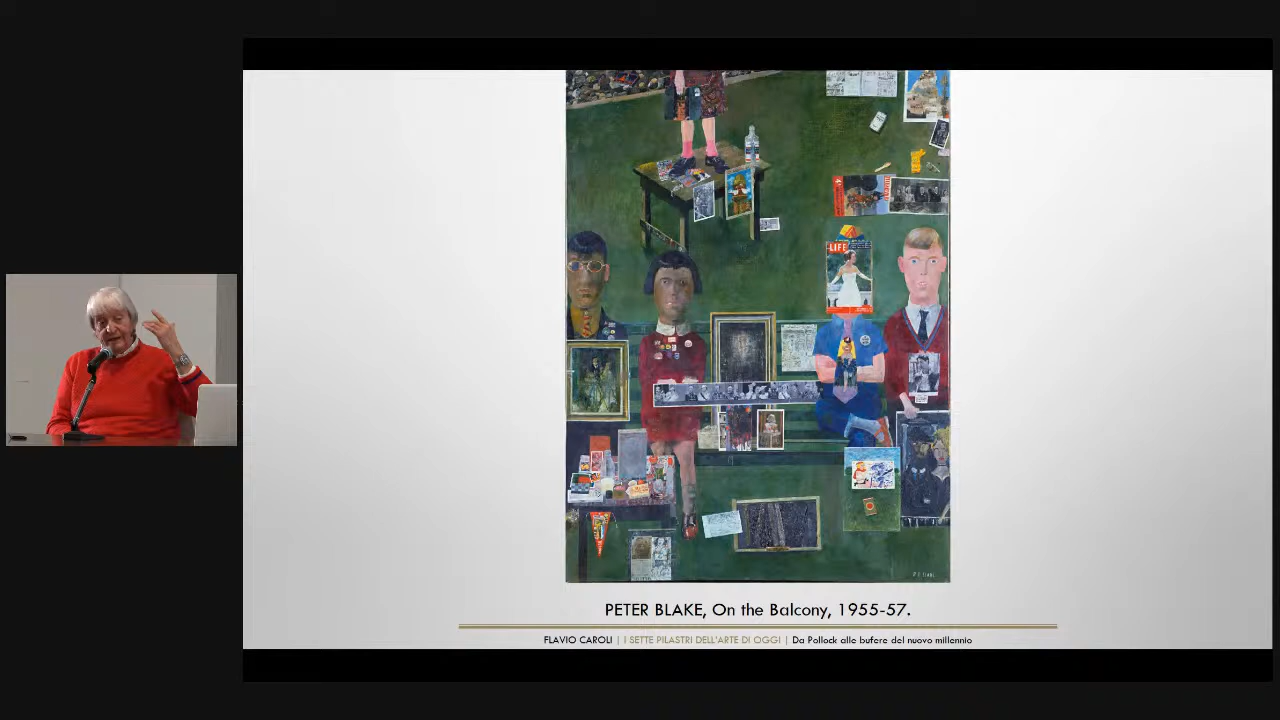 LIFE
PETER BLAKE, On the Balcony, 1955-57.
FLAVIO CAROLI | I SETTE PILASTRI DELL'ARTE DI OGGI | Da Pollock alle bufere del nuovo millennio